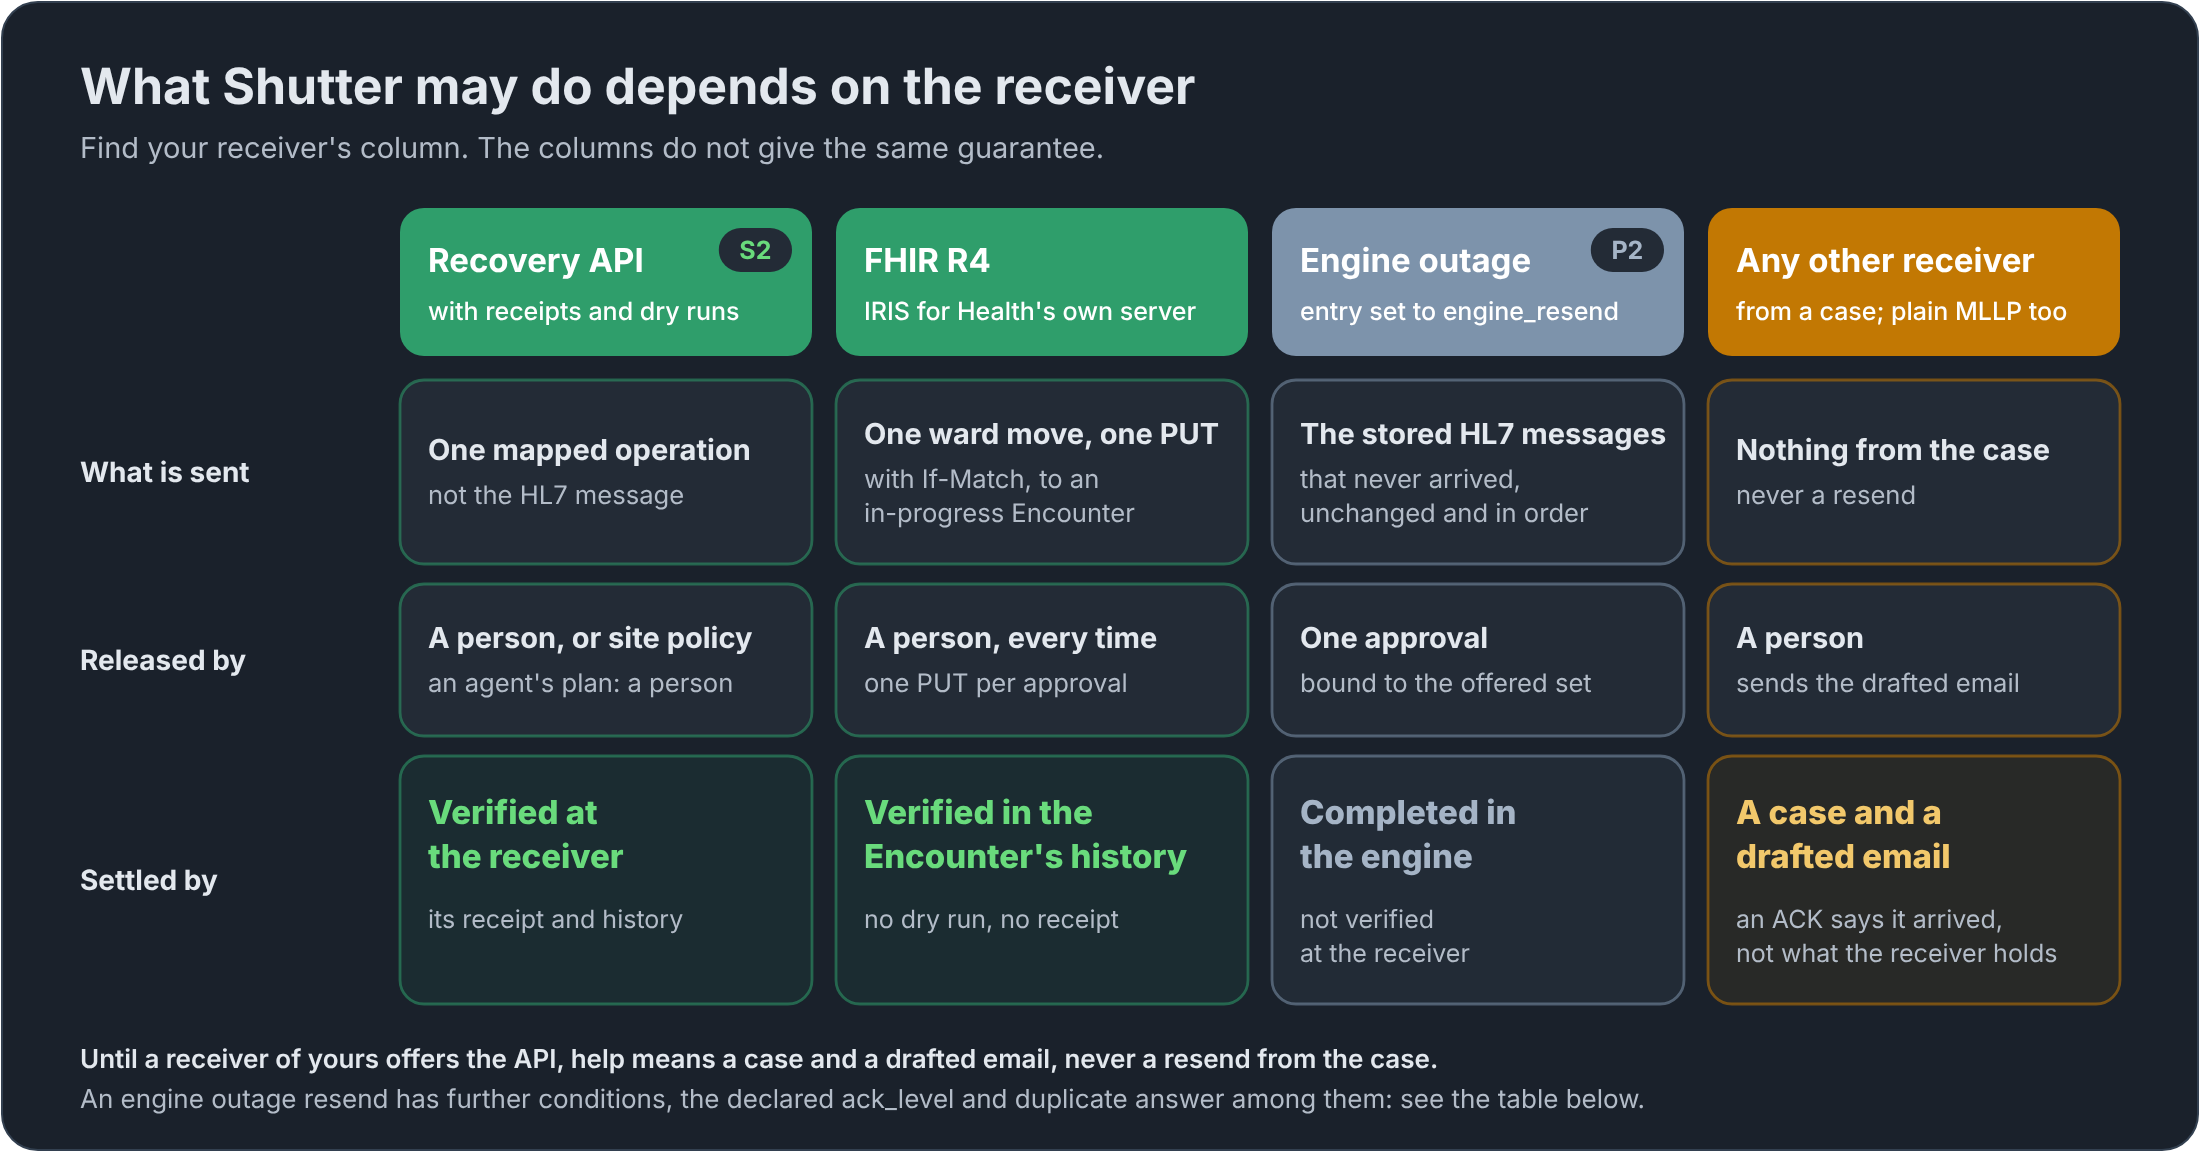 What Shutter may do depends on the receiver
Find your receiver's column. The columns do not give the same guarantee.
Recovery API
S2
with receipts and dry runs
FHIR R4
IRIS for Health's own server
Engine outage
P2
entry set to engine_resend
Any other receiver
from a case; plain MLLP too
What is sent
One mapped operation
not the HL7 message
One ward move, one PUT
with If-Match, to an
in-progress Encounter
The stored HL7 messages
that never arrived,
unchanged and in order
Nothing from the case
never a resend
Released by
A person, or site policy
an agent's plan: a person
A person, every time
one PUT per approval
One approval
bound to the offered set
A person
sends the drafted email
Settled by
Verified at
the receiver
its receipt and history
Verified in the
Encounter's history
no dry run, no receipt
Completed in
the engine
not verified
at the receiver
A case and a
drafted email
an ACK says it arrived,
not what the receiver holds
Until a receiver of yours offers the API, help means a case and a drafted email, never a resend from the case.
An engine outage resend has further conditions, the declared ack_level and duplicate answer among them: see the table below.